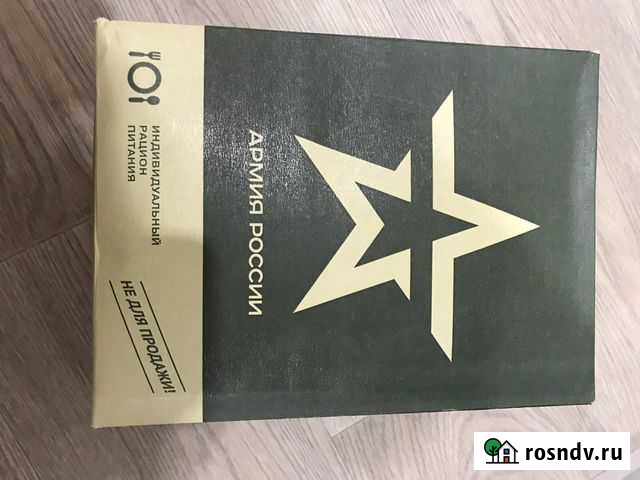 АРМИЯ РОССИИ
ИНДИВИДУАЛЬНЫЙ
РАЦИОН
ПИТАНИЯ
НЕ ДЛЯ ПРОДАЖИ!
rosndv.ru